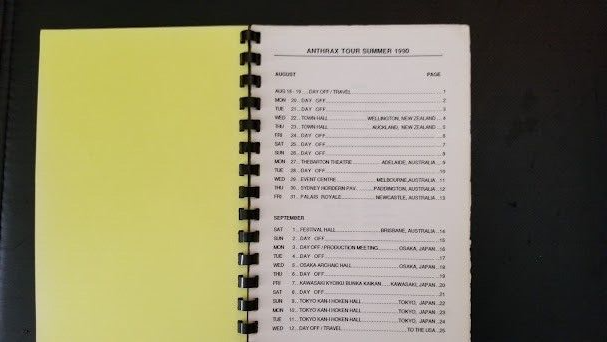 ANTHRAX TOUR SUMMER 1990
AUGUST PAGE
AUG 18 - 19 ....DAY OFF / TRAVEL ... 1
MON 20...DAY OFF ... 2
TUE 21...DAY OFF ... 3
WED 22...TOWN HALL ... WELLINGTON, NEW ZEALAND ... 4
THU 23...TOWN HALL ... AUCKLAND, NEW ZEALAND ... 5
FRI 24...DAY OFF ... 6
SAT 25...DAY OFF ... 7
SUN 26...DAY OFF ... 8
MON 27...THEBARTON THEATRE ... ADELAIDE, AUSTRALIA ... 9
TUE 28...DAY OFF ... 10
WED 29...EVENT CENTRE ... MELBOURNE,AUSTRALIA ... 11
THU 30...SYDNEY HORDERIN PAV. ... PADDINGTON, AUSTRALIA ... 12
FRI 31...PALAIS ROYALE ... NEWCASTLE, AUSTRALIA ... 13
SEPTEMBER
SAT 1...FESTIVAL HALL ... BRISBANE, AUSTRALIA ...14
SUN 2...DAY OFF ...15
MON 3...DAY OFF / PRODUCTION MEETING ... OSAKA, JAPAN ...16
TUE 4...DAY OFF ...17
WED 5...OSAKA ARCHAIC HALL ... OSAKA, JAPAN ...18
THU 6...DAY OFF ...19
FRI 7...KAWASAKI KYOIKU BUNKA KAIKAN ... KAWASAKI, JAPAN ...20
SAT 8...DAY OFF ...21
SUN 9...TOKYO KAN-I HOKEN HALL ... TOKYO, JAPAN ...22
MON 10...TOKYO KAN-I HOKEN HALL ... TOKYO, JAPAN ...23
TUE 11...TOKYO KAN-I HOKEN HALL ... TOKYO, JAPAN ...24
WED 12...DAY OFF / TRAVEL ... TO THE USA ...25